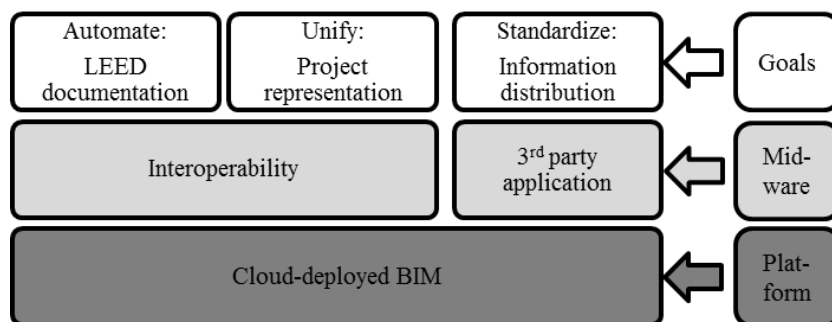 Automate:
LEED
documentation
Unify:
Project
representation
Standardize:
Information
distribution
Goals
Interoperability
3rd party
application
Mid-
ware
Cloud-deployed BIM
Plat-
form